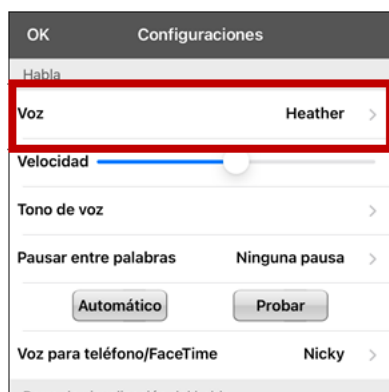 OK Configuraciones
Habla
Voz Heather
Velocidad
Tono de voz
Pausar entre palabras Ninguna pausa
Automático Probar
Voz para teléfono/FaceTime Nicky